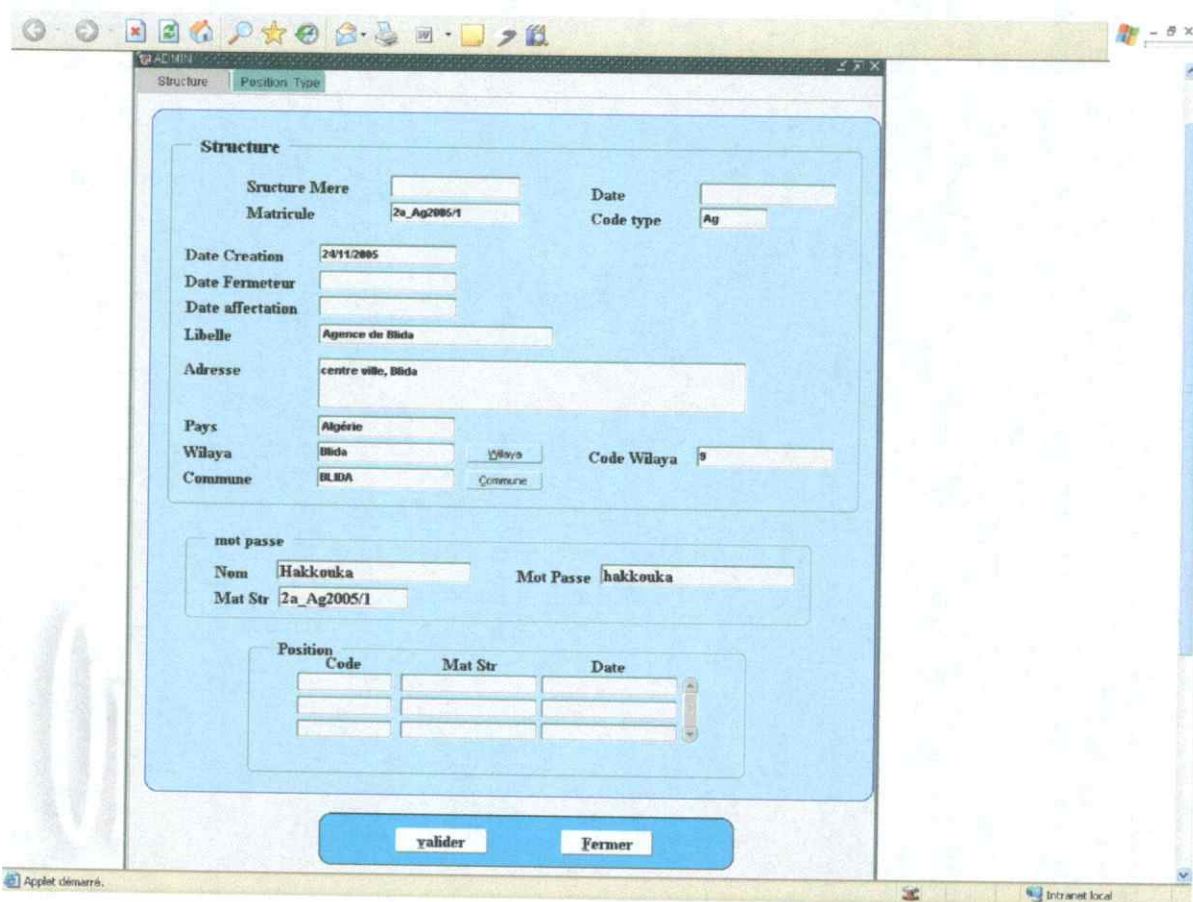 ADMIN
Structure Position Type
Structure
Sructure Mere Date
Matricule 2a_Ag2005/1 Code type Ag
Date Creation 24/11/2005
Date Fermeteur
Date affectation
Libelle Agence de Blida
Adresse centre ville, Blida
Pays Algérie
Wilaya Blida Wilaya Code Wilaya 9
Commune BLIDA Commune
mot passe
Nom Hakkouka Mot Passe hakkouka
Mat Str 2a_Ag2005/1
Position
Code Mat Str Date
valider Fermer
Applet démarré. Intranet local